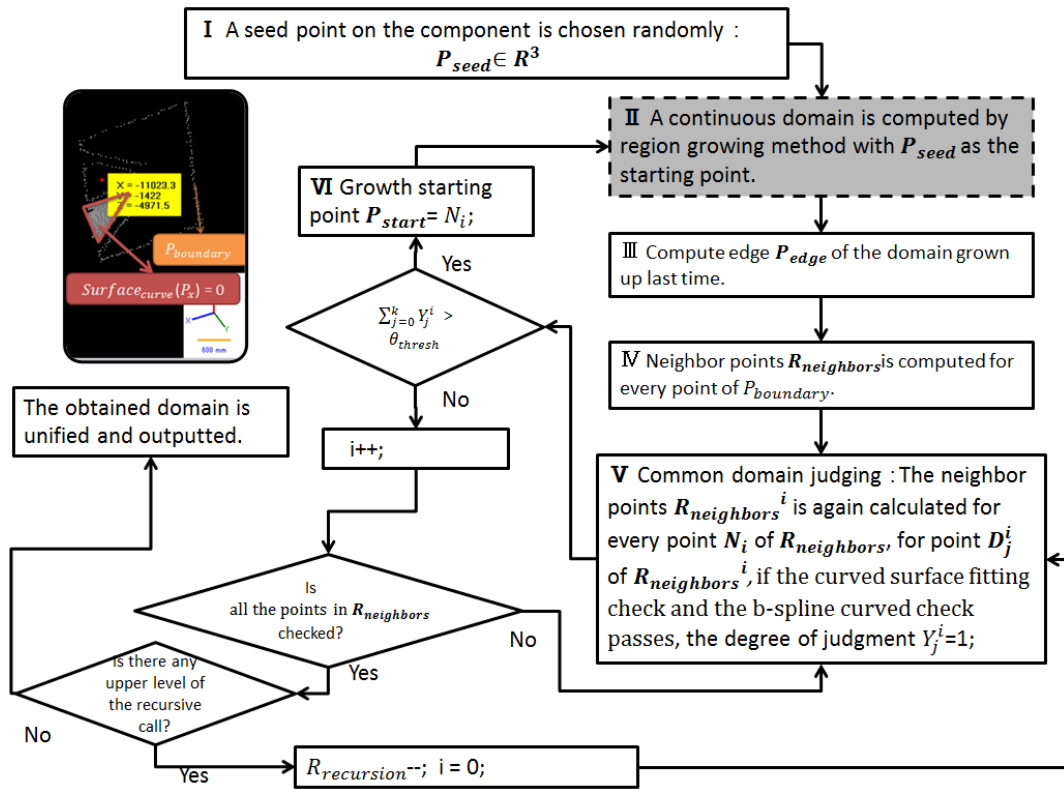 Ⅰ A seed point on the component is chosen randormly :
P_seed ∈ R^3
Ⅱ A continuous domain is computed by
region growing method with P_seed as the
starting point.
X = -11023.3
-1422
= -4971.5
P_boundary
Surface_curve(P_x) = 0
X
Y
600 mm
Ⅵ Growth starting
point P_start= N_i;
Ⅲ Compute edge P_edge of the domain grown
up last time.
Yes
∑_{j=0}^k Y_j^i >
θ_thresh
Ⅳ Neighbor points R_neighbors is computed for
every point of P_boundary.
No
The obtained domain is
unified and outputted.
i++;
Ⅴ Common domain judging : The neighbor
points R_neighbors^i is again calculated for
every point N_i of R_neighbors, for point D_j^i
of R_neighbors^i, if the curved surface fitting
check and the b-spline curved check
passes, the degree of judgment Y_j^i=1;
Is
all the points in R_neighbors
checked?
No
Yes
Is there any
upper level of
the recursive
call?
No
Yes
R_recursion--; i = 0;